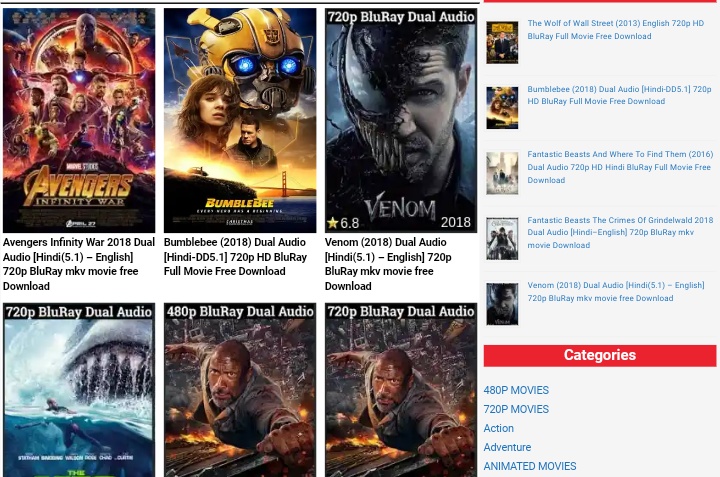 720p BluRay Dual Audio
MARVEL STUDIOS
AVENGERS
INFINITY WAR
APRIL 27
BUMBLEBEE
EVERY HERO HAS A BEGINNING
CHRISTMAS
6.8
VENOM
2018
Avengers Infinity War 2018 Dual
Audio [Hindi(5.1) – English]
720p BluRay mkv movie free
Download
Bumblebee (2018) Dual Audio
[Hindi-DD5.1] 720p HD BluRay
Full Movie Free Download
Venom (2018) Dual Audio
[Hindi(5.1) – English] 720p
BluRay mkv movie free
Download
720p BluRay Dual Audio
480p BluRay Dual Audio
720p BluRay Dual Audio
THE
The Wolf of Wall Street (2013) English 720p HD
BluRay Full Movie Free Download
Bumblebee (2018) Dual Audio [Hindi-DD5.1] 720p
HD BluRay Full Movie Free Download
Fantastic Beasts And Where To Find Them (2016)
Dual Audio 720p HD Hindi BluRay Full Movie Free
Download
Fantastic Beasts The Crimes Of Grindelwald 2018
Dual Audio [Hindi–English] 720p BluRay mkv
movie Download
Venom (2018) Dual Audio [Hindi(5.1) – English]
720p BluRay mkv movie free Download
Categories
480P MOVIES
720P MOVIES
Action
Adventure
ANIMATED MOVIES